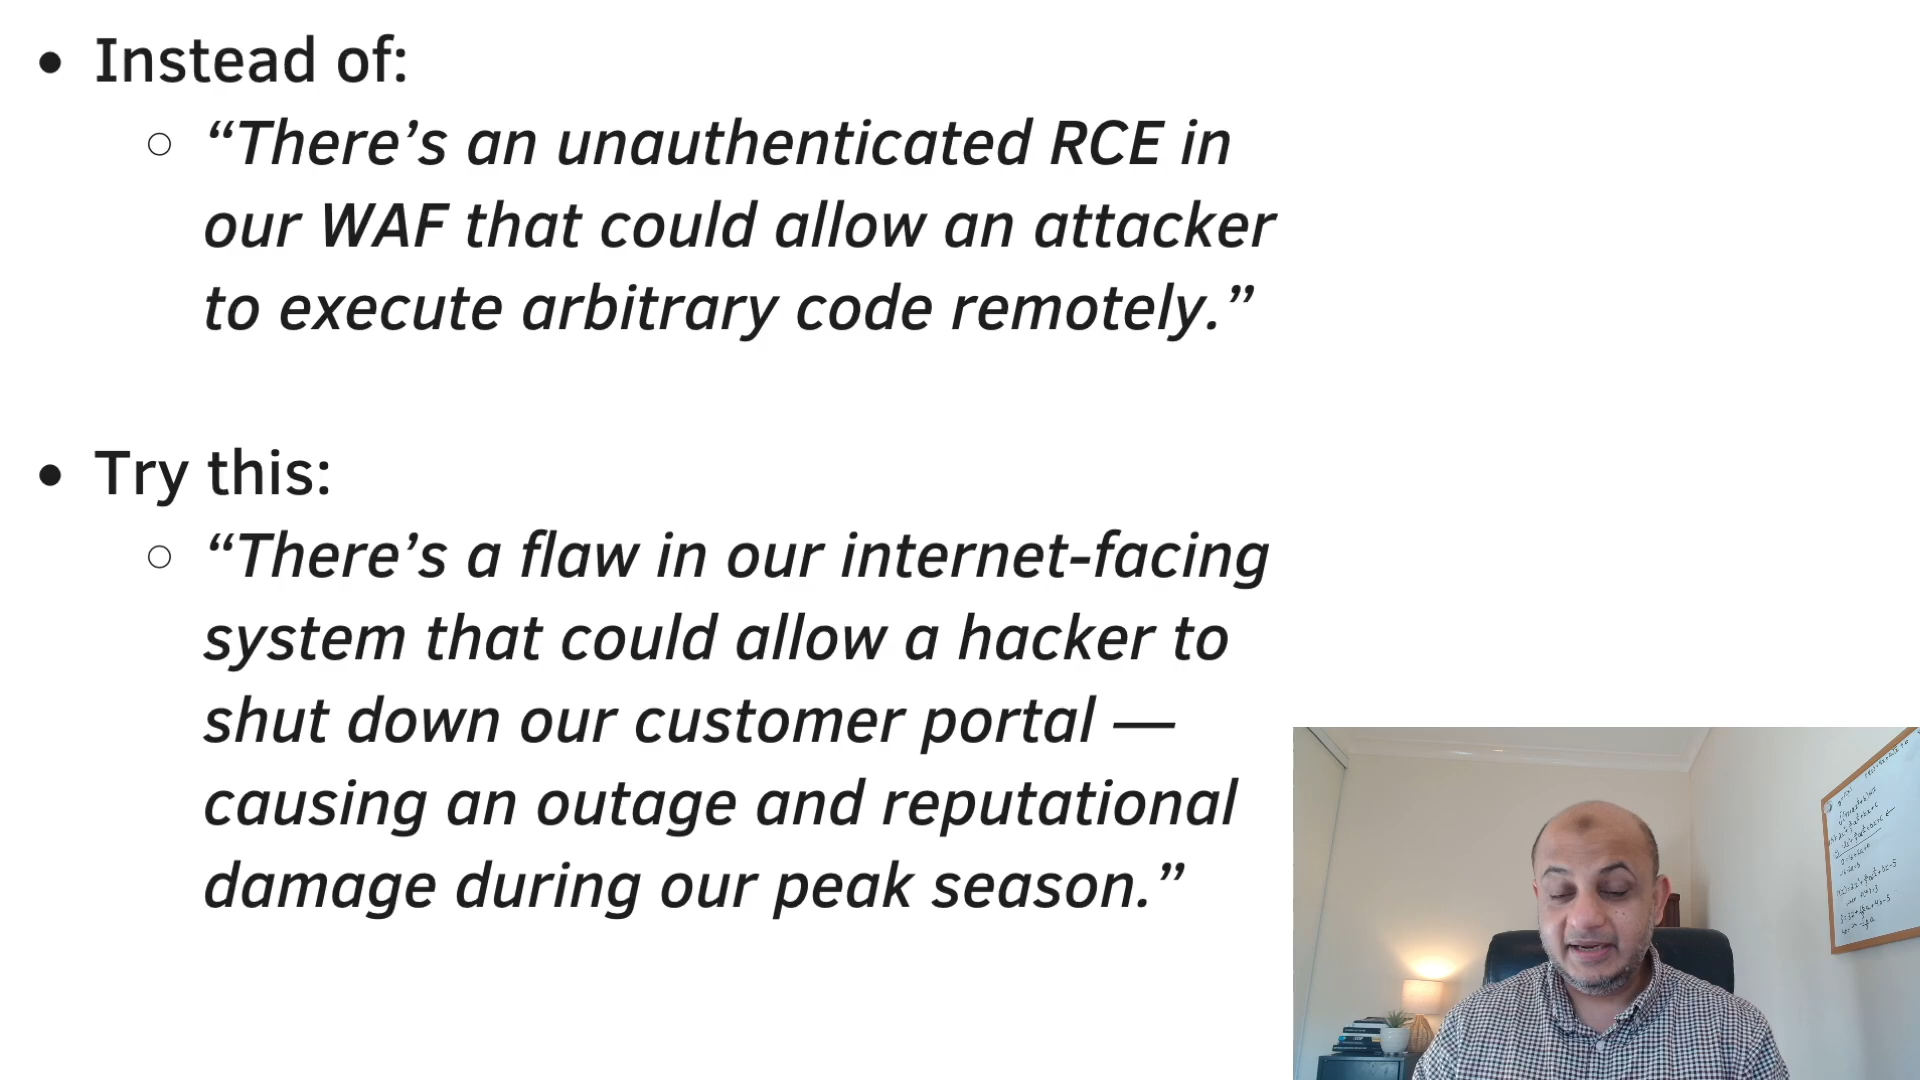 • Instead of:
○ “There’s an unauthenticated RCE in
our WAF that could allow an attacker
to execute arbitrary code remotely.”
• Try this:
○ “There’s a flaw in our internet-facing
system that could allow a hacker to
shut down our customer portal —
causing an outage and reputational
damage during our peak season.”